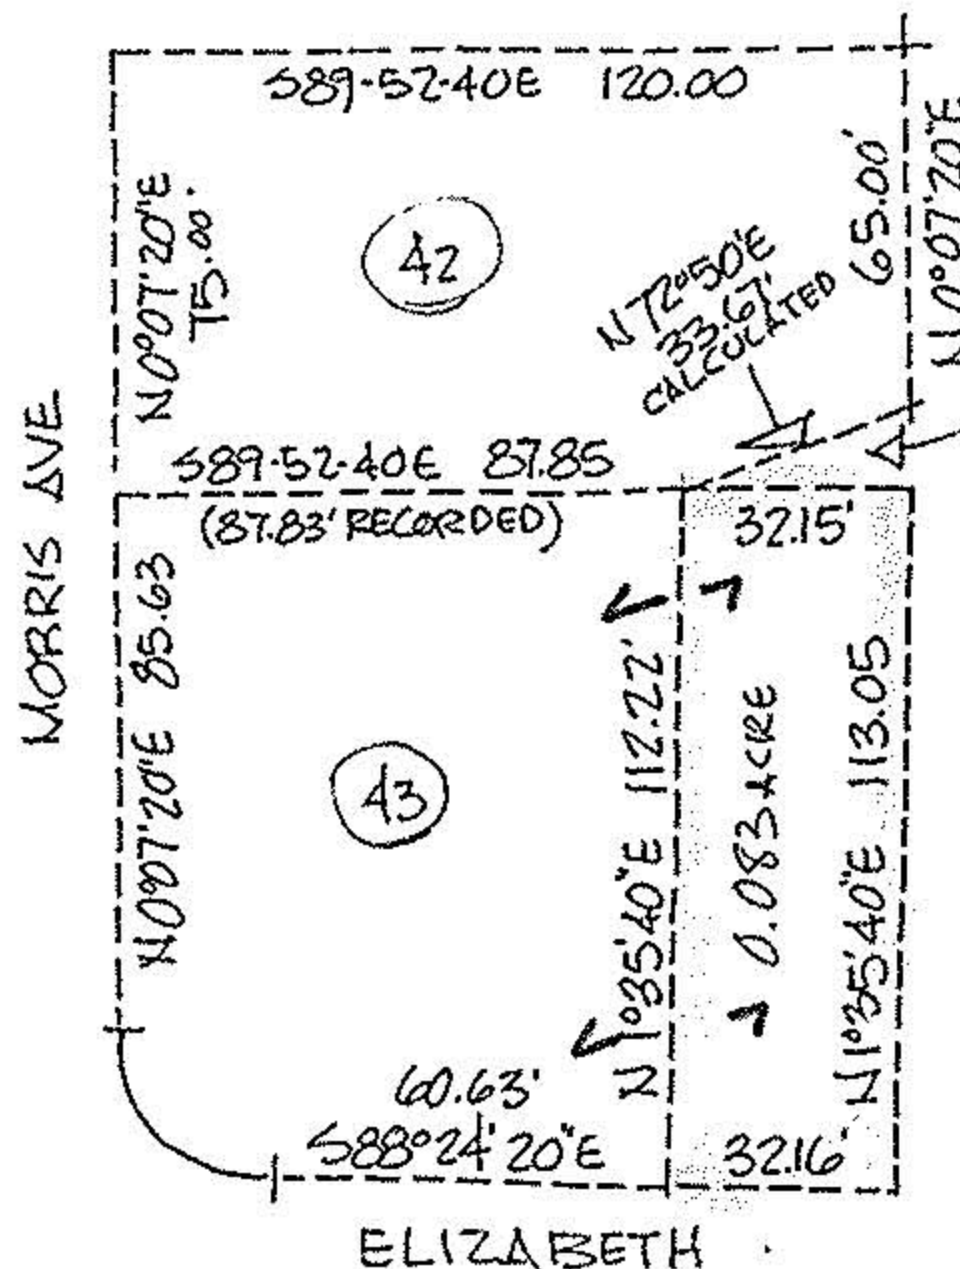 S89-52-40E 120.00
N0°07'20"E
75.00'
42
N 72°50'E
33.67'
CALCULATED
65.00'
N0°07'20"E
MORRIS AVE
S89-52-40E 87.85
(87.83' RECORDED)
32.15'
N0°07'20"E 85.63
43
N 1°35'40"E 112.22'
0.083 ACRE
N 1°35'40"E 113.05
60.63'
S88°24'20"E
32.16'
ELIZABETH